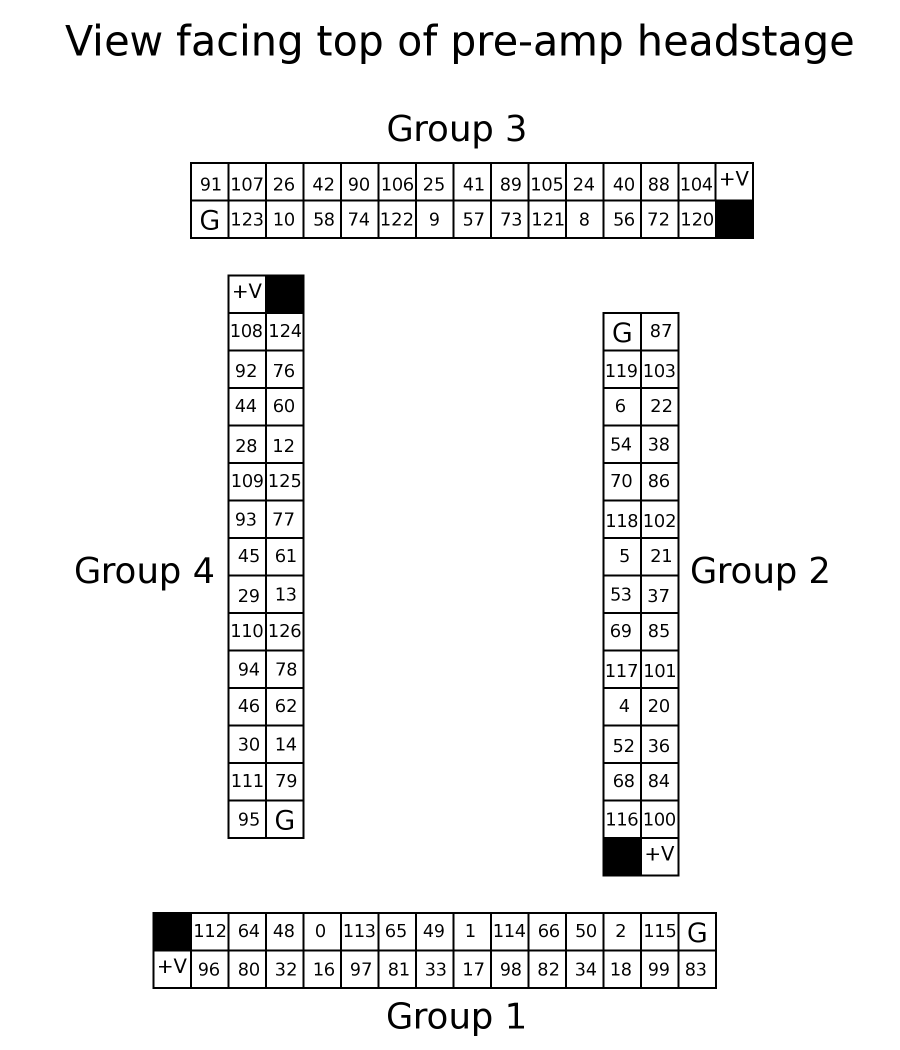 View facing top of pre-amp headstage
Group 3
91 107 26 42 90 106 25 41 89 105 24 40 88 104 +V
G 123 10 58 74 122 9 57 73 121 8 56 72 120
+V
108 124
92 76
44 60
28 12
109 125
93 77
45 61
29 13
110 126
94 78
46 62
30 14
111 79
95 G
Group 4
G 87
119 103
6 22
54 38
70 86
118 102
5 21
53 37
69 85
117 101
4 20
52 36
68 84
116 100
+V
Group 2
112 64 48 0 113 65 49 1 114 66 50 2 115 G
+V 96 80 32 16 97 81 33 17 98 82 34 18 99 83
Group 1